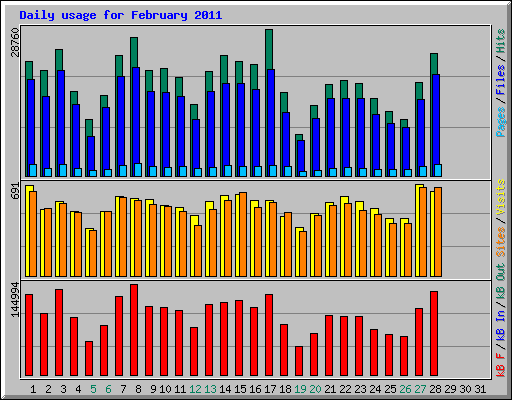 Daily usage for February 2011
28760
Pages / Files / Hits
691
Sites / Visits
144994
kB F / kB In / kB Out
1 2 3 4 5 6 7 8 9 10 11 12 13 14 15 16 17 18 19 20 21 22 23 24 25 26 27 28 29 30 31